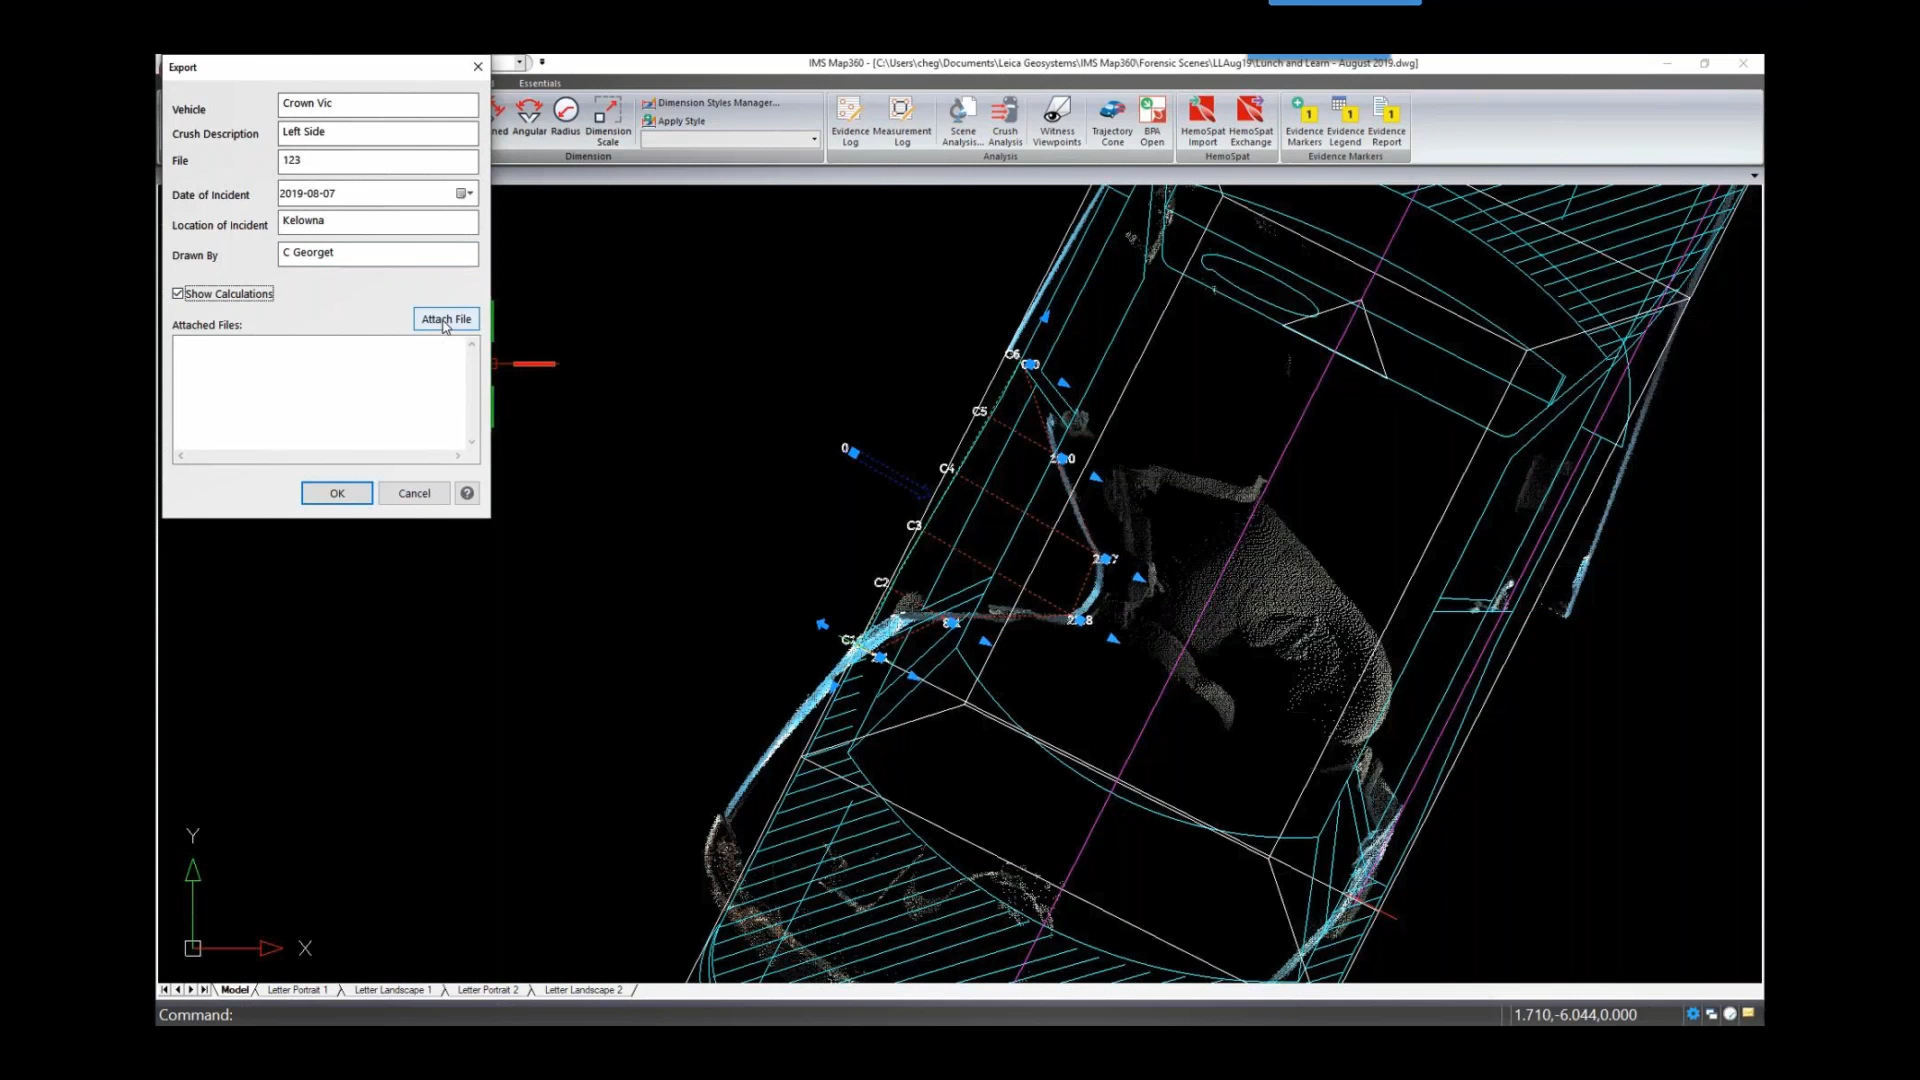 Export
IMS Map360 - [C:\Users\cheg\Documents\Leica Geosystems\IMS Map360\Forensic Scenes\LLAug19\Lunch and Learn - August 2019.dwg]
Essentials
Vehicle
Crown Vic
Crush Description
Left Side
File
123
Date of Incident
2019-08-07
Location of Incident
Kelowna
Drawn By
C Georget
Show Calculations
Attach File
Attached Files:
OK
Cancel
Angular
Radius
Dimension Scale
Dimension Styles Manager...
Apply Style
Dimension
Evidence Log
Measurement Log
Scene Analysis...
Crush Analysis
Witness Viewpoints
Trajectory Cone
BPA Open
Analysis
HemoSpat Import
HemoSpat Exchange
HemoSpat
1 1 1
Evidence Markers
Evidence Legend
Evidence Report
Evidence Markers
C6
C5
0
C4
C3
C2
Y
X
Model
Letter Portrait 1
Letter Landscape 1
Letter Portrait 2
Letter Landscape 2
Command:
1.710,-6.044,0.000